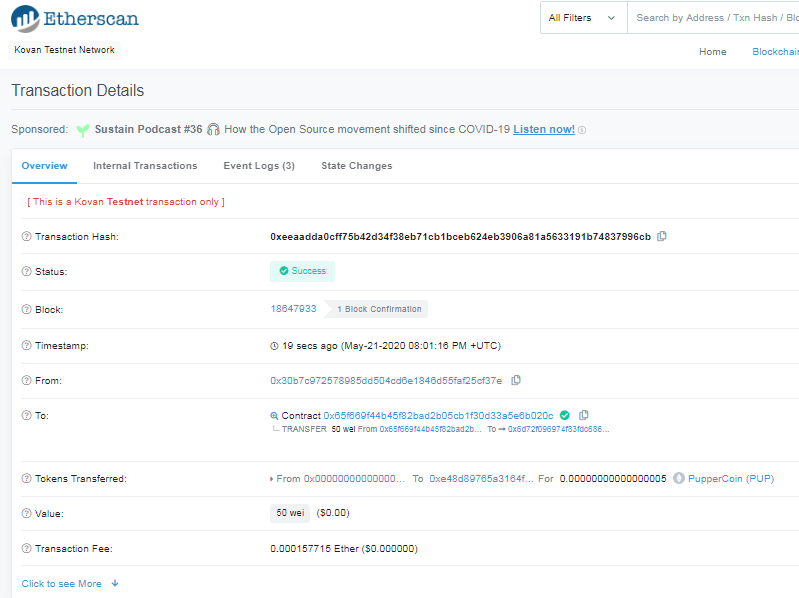 Etherscan
All Filters
Search by Address / Txn Hash / Blo
Kovan Testnet Network
Home Blockchain
Transaction Details
Sponsored: Sustain Podcast #36 How the Open Source movement shifted since COVID-19 Listen now!
Overview Internal Transactions Event Logs (3) State Changes
[ This is a Kovan Testnet transaction only ]
Transaction Hash: 0xeeaadda0cff75b42d34f38eb71cb1bceb624eb3906a81a5633191b74837996cb
Status: Success
Block: 18647933 1 Block Confirmation
Timestamp: 19 secs ago (May-21-2020 08:01:16 PM +UTC)
From: 0x30b7c972578985dd504cd6e1846d55faf25cf37e
To: Contract 0x65f669f44b45f82bad2b05cb1f30d33a5e6b020c
TRANSFER 50 wei From 0x65f669f44b45f82bad2b... To → 0x6d72f096974f83fdc686...
Tokens Transferred: From 0x00000000000000... To 0xe48d89765a3164f... For 0.00000000000000005 PupperCoin (PUP)
Value: 50 wei ($0.00)
Transaction Fee: 0.000157715 Ether ($0.000000)
Click to see More